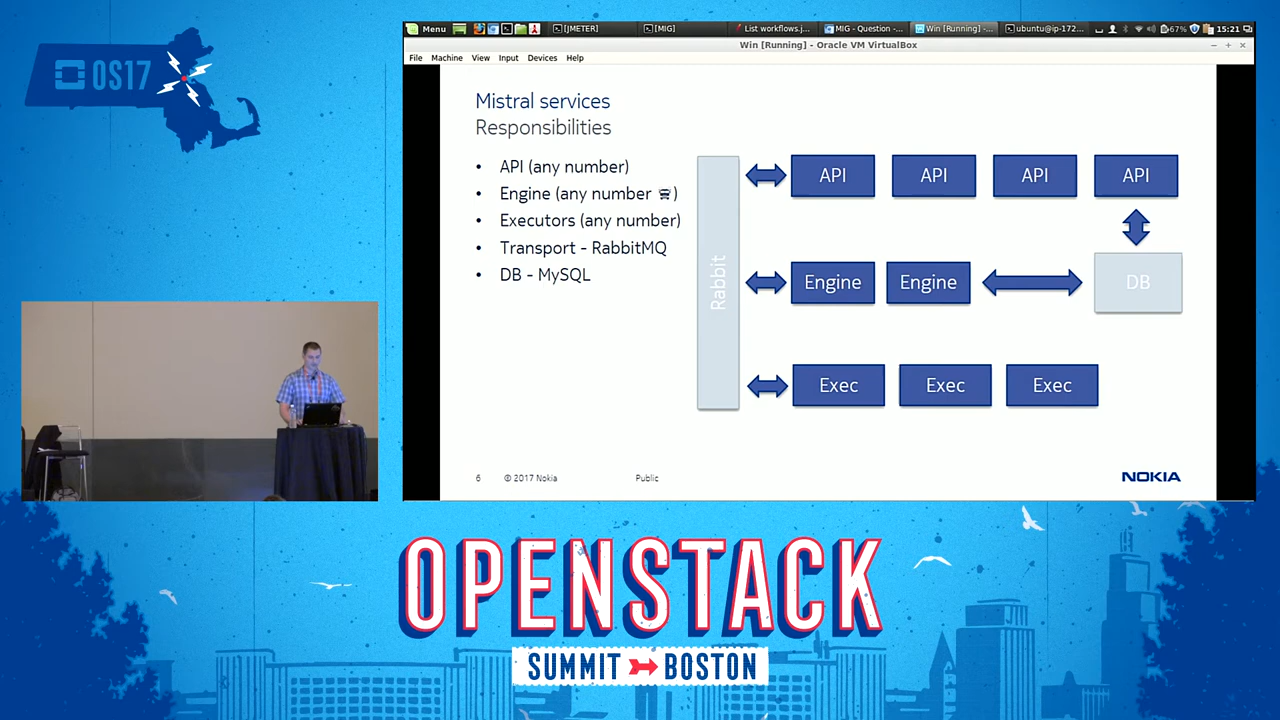 OS17
Menu
[JMETER]
[MIG]
List workflows.j...
MIG - Question -...
Win [Running] -...
ubuntu@ip-172...
67%
15:21
Win [Running] - Oracle VM VirtualBox
File Machine View Input Devices Help
Mistral services
Responsibilities
• API (any number)
• Engine (any number )
• Executors (any number)
• Transport - RabbitMQ
• DB - MySQL
Rabbit
API API API API
Engine Engine DB
Exec Exec Exec
6 © 2017 Nokia Public NOKIA
OPENSTACK
SUMMIT BOSTON